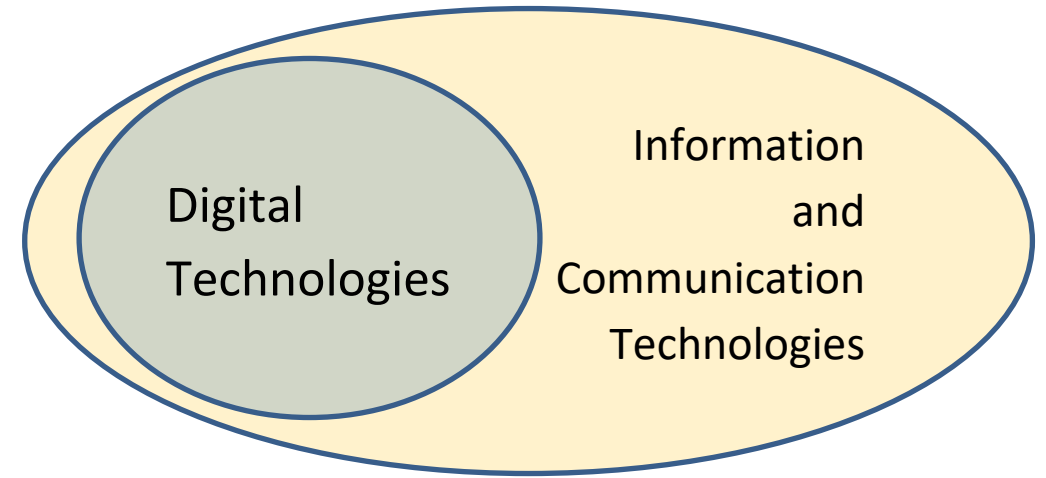 Digital
Technologies
Information
and
Communication
Technologies